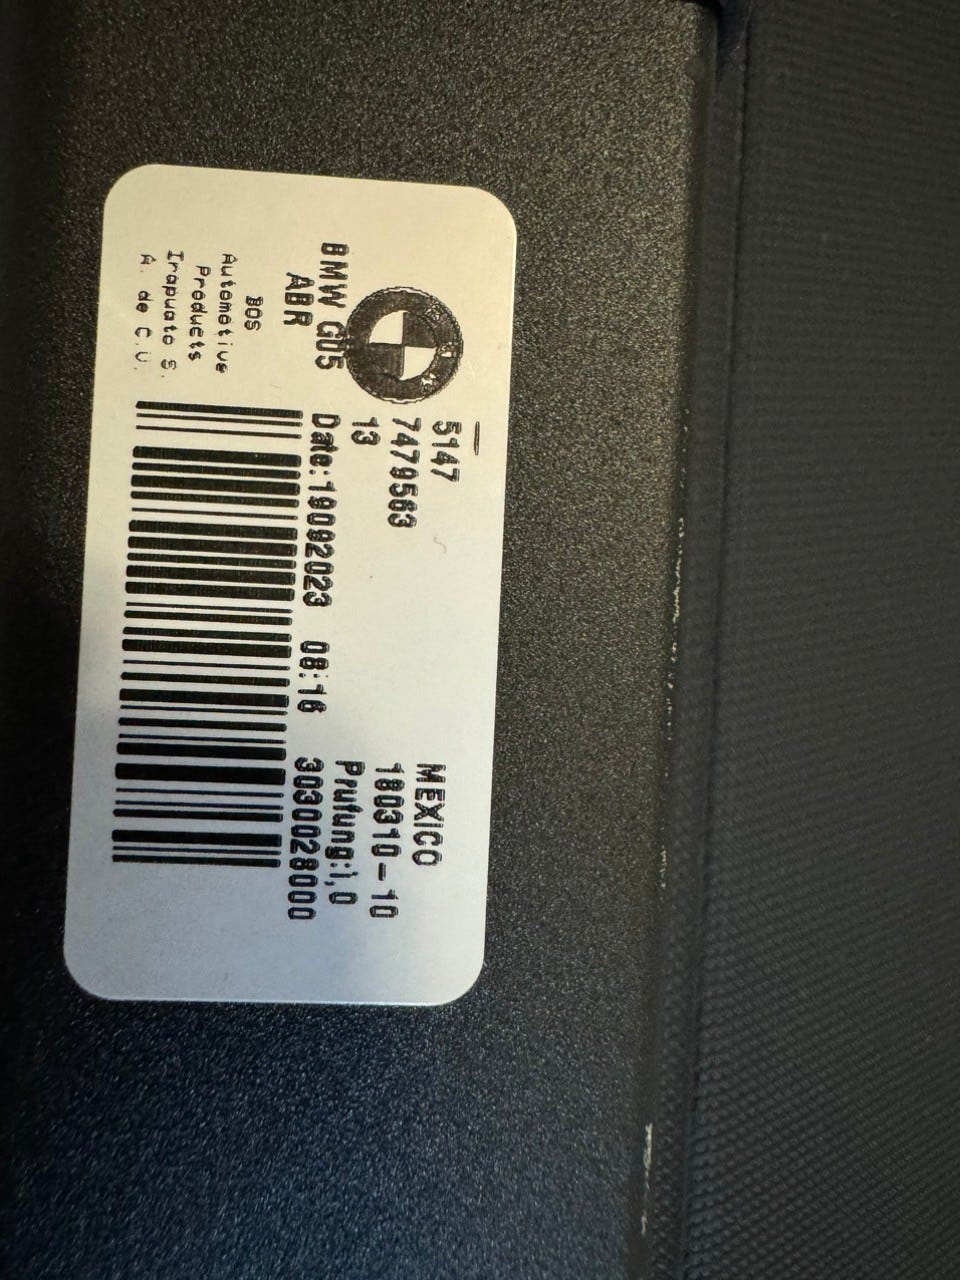 5147
7479563
13
MEXICO
180310-10
Prufung:i,0
BMW G05
ABR
Date:19092023 08:16
3030028000
BOS
Automotive
Products
Irapuato S.
A. de C.V.